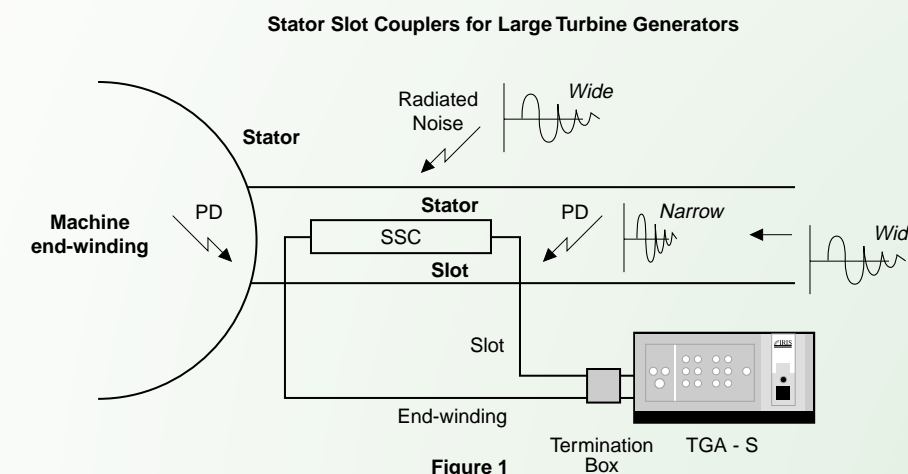 Stator Slot Couplers for Large Turbine Generators
Radiated
Noise
Wide
Stator
Machine
end-winding
PD
Stator
SSC
Slot
PD
Narrow
Wid
Slot
End-winding
IRIS
Termination
Box
TGA - S
Figure 1